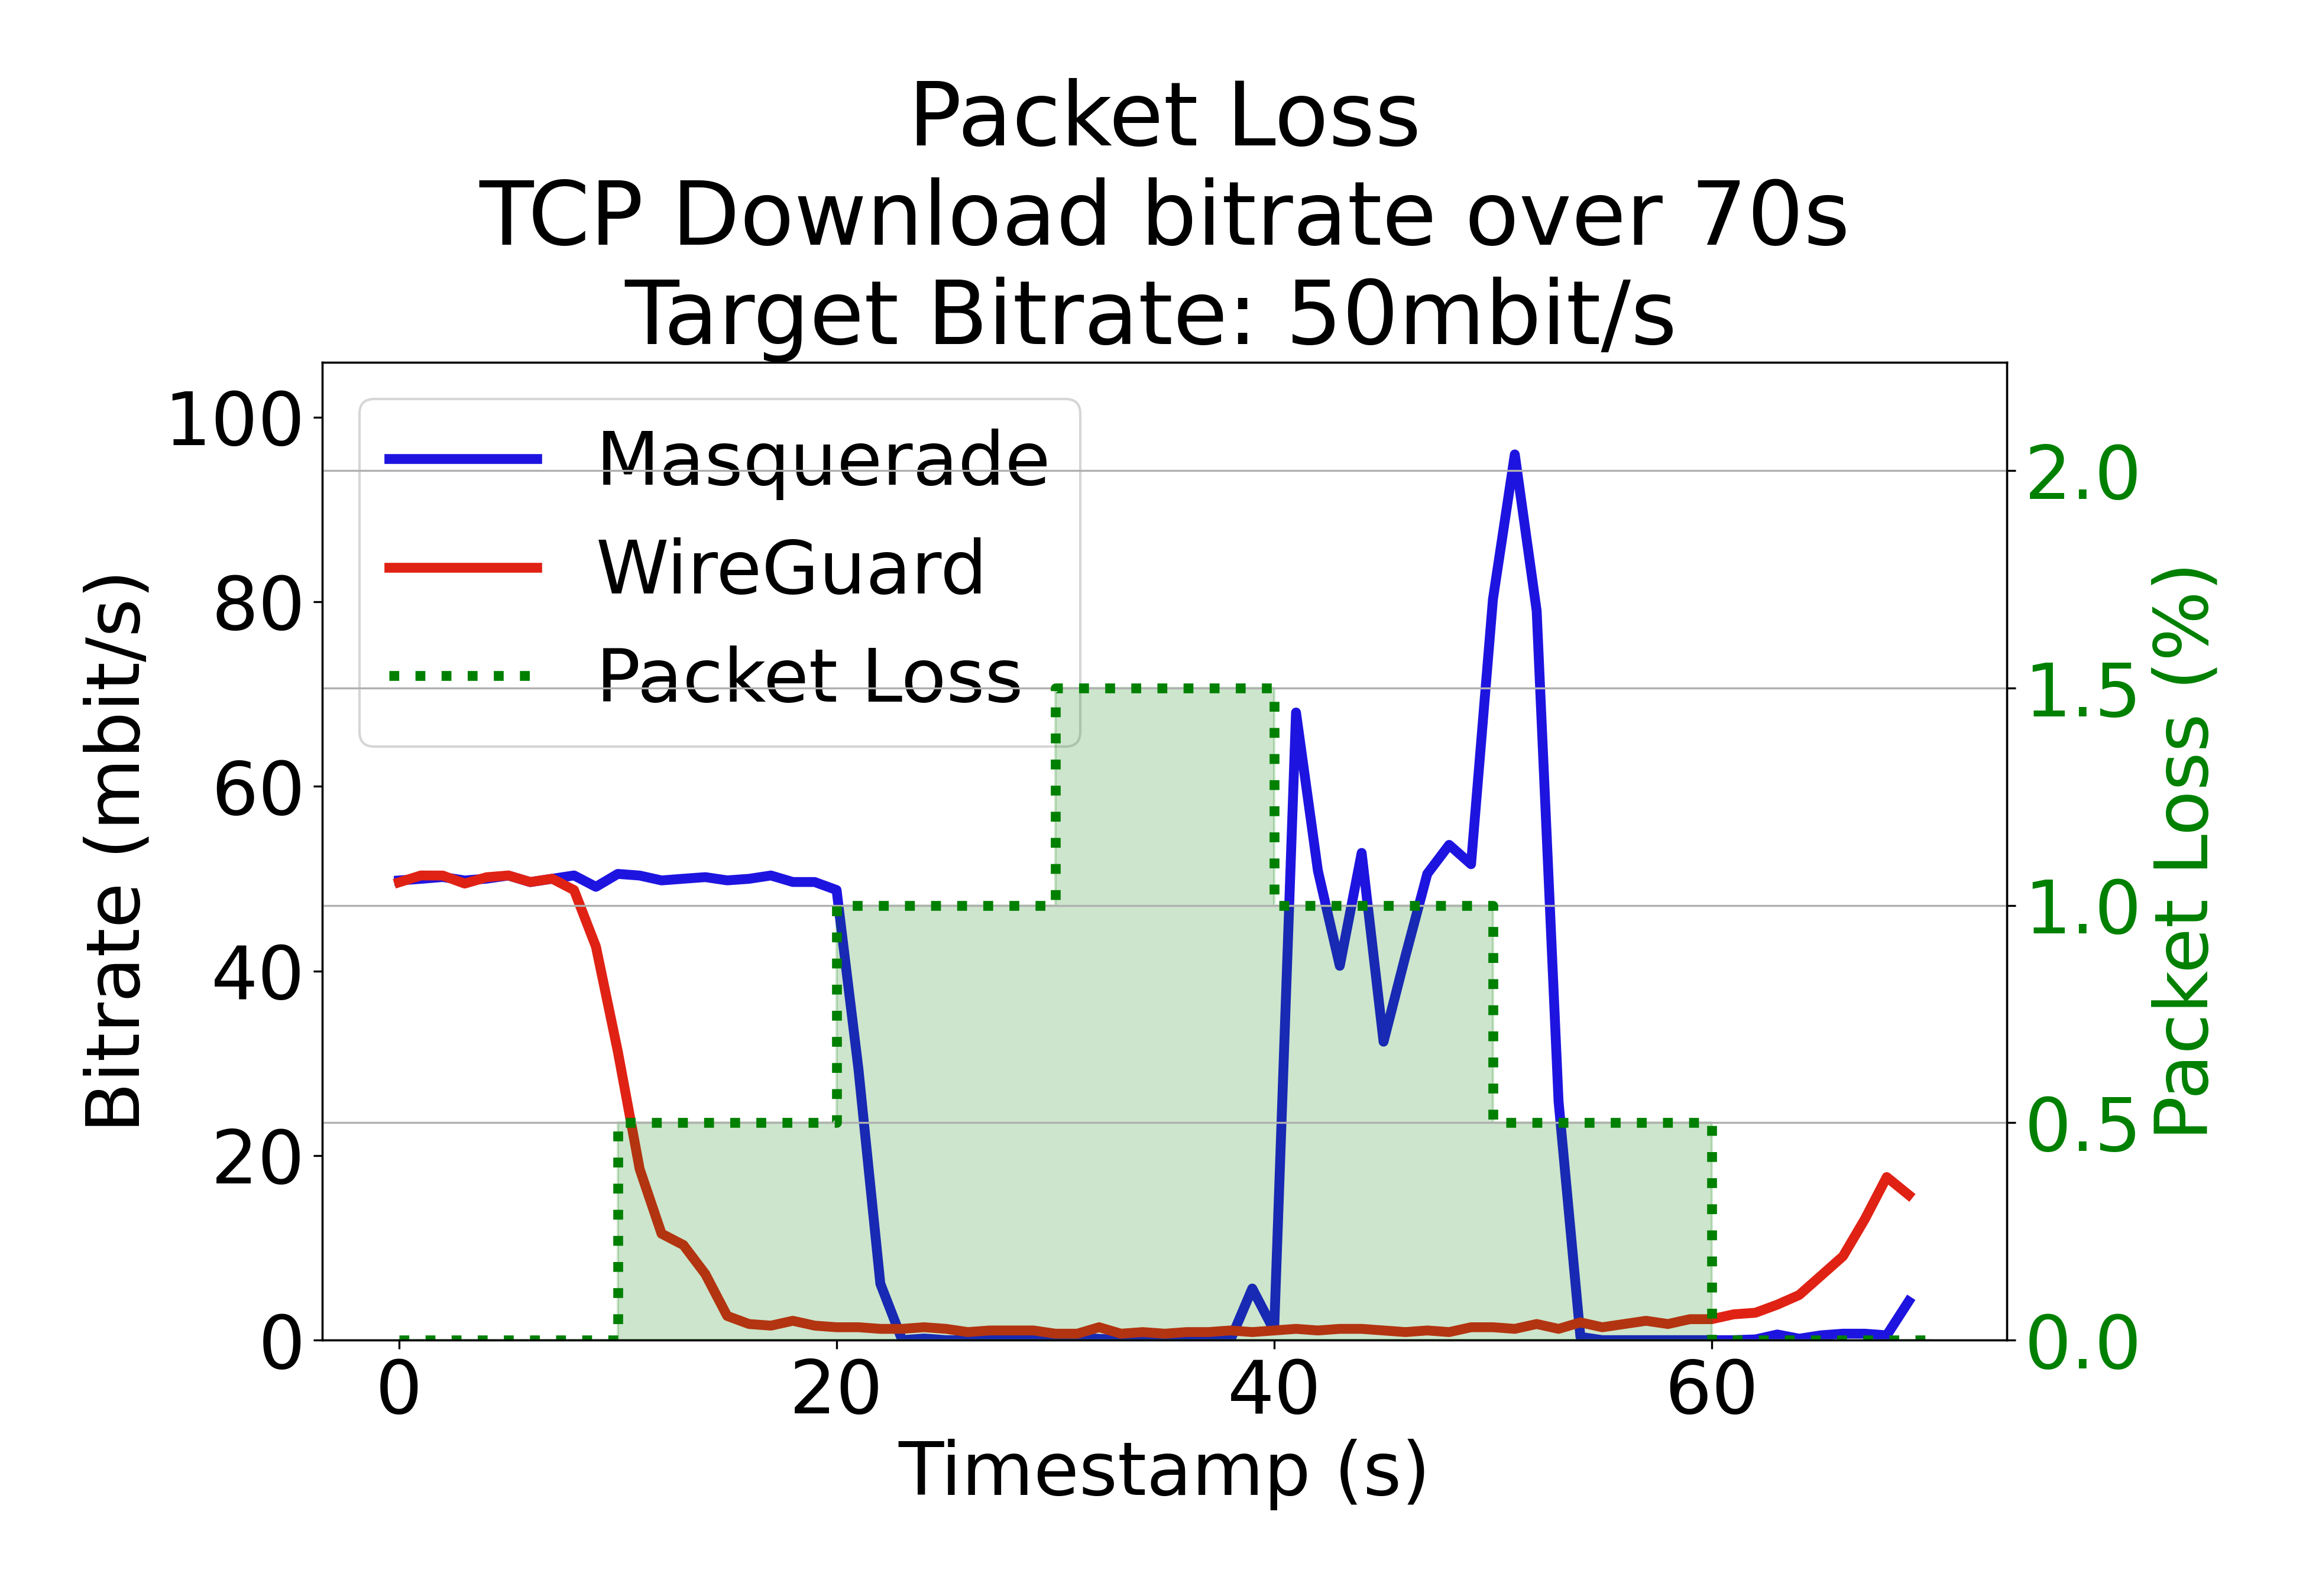 Packet Loss
TCP Download bitrate over 70s
Target Bitrate: 50mbit/s
Masquerade
WireGuard
Packet Loss
Bitrate (mbit/s)
100
80
60
40
20
0
Packet Loss (%)
2.0
1.5
1.0
0.5
0.0
0 20 40 60
Timestamp (s)